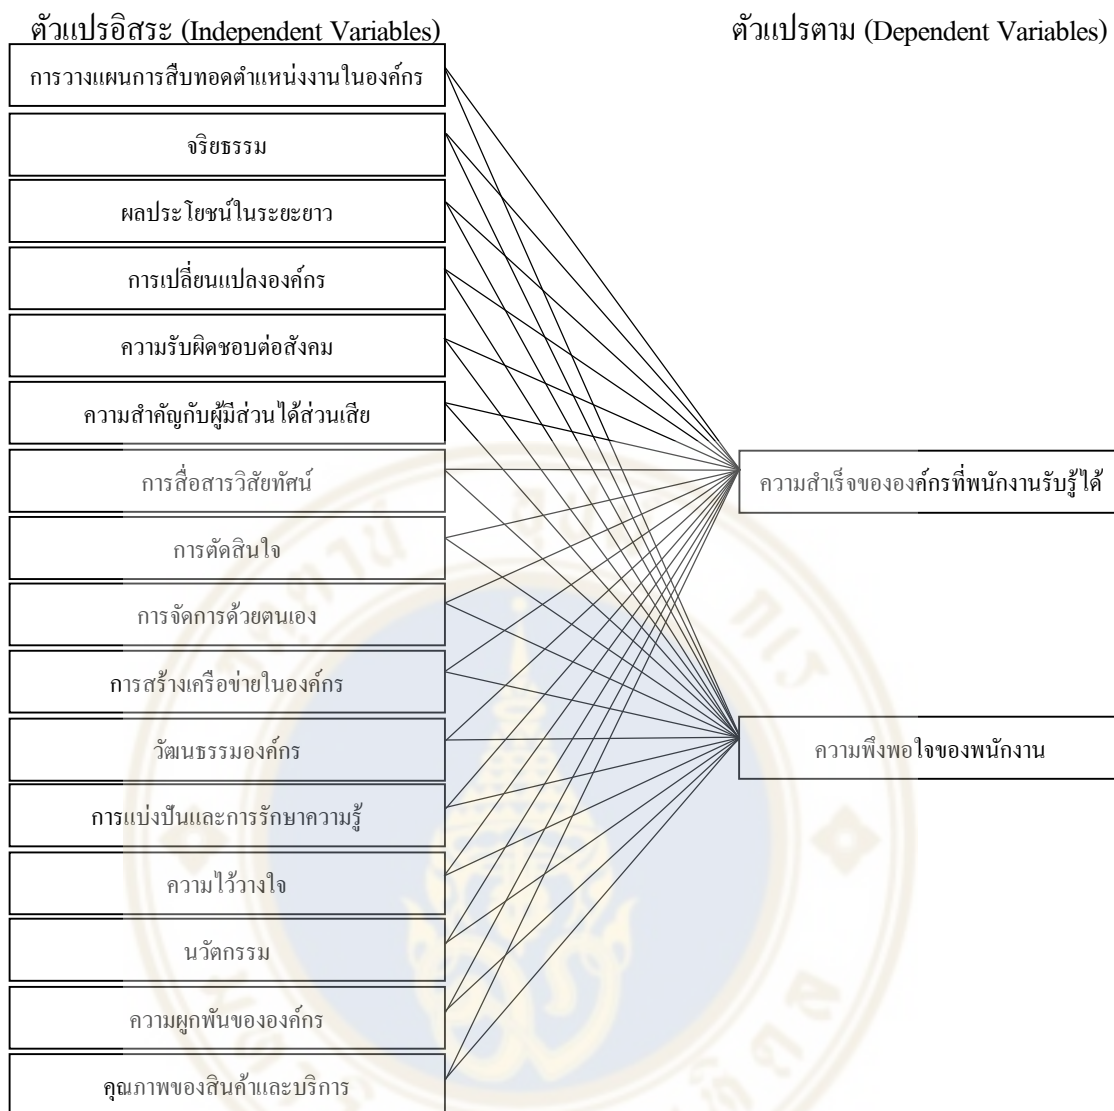 ตัวแปรอิสระ (Independent Variables)
ตัวแปรตาม (Dependent Variables)
การวางแผนการสืบทอดตำแหน่งงานในองค์กร
จริยธรรม
ผลประโยชน์ในระยะยาว
การเปลี่ยนแปลงองค์กร
ความรับผิดชอบต่อสังคม
ความสำคัญกับผู้มีส่วนได้ส่วนเสีย
การสื่อสารวิสัยทัศน์
ความสำเร็จขององค์กรที่พนักงานรับรู้ได้
การตัดสินใจ
การจัดการด้วยตนเอง
การสร้างเครือข่ายในองค์กร
วัฒนธรรมองค์กร
ความพึงพอใจของพนักงาน
การแบ่งปันและการรักษาความรู้
ความไว้วางใจ
นวัตกรรม
ความผูกพันขององค์กร
คุณภาพของสินค้าและบริการ